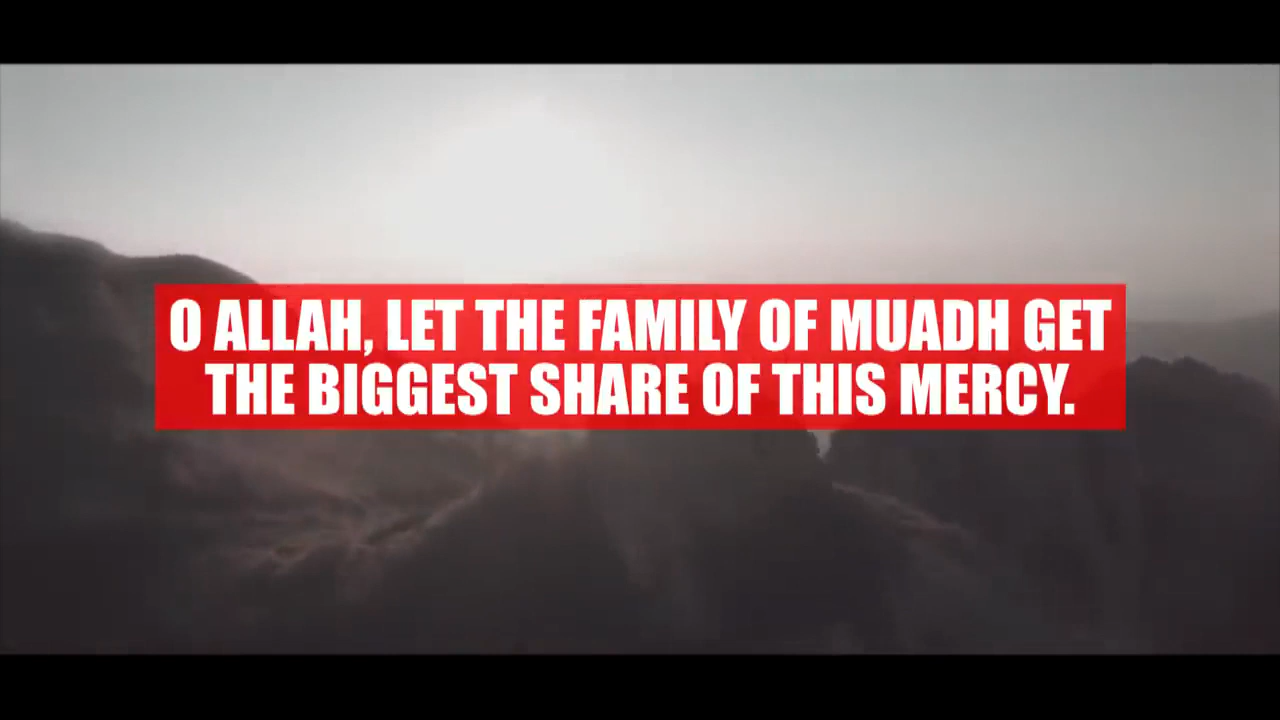 O ALLAH, LET THE FAMILY OF MUADH GET
THE BIGGEST SHARE OF THIS MERCY.